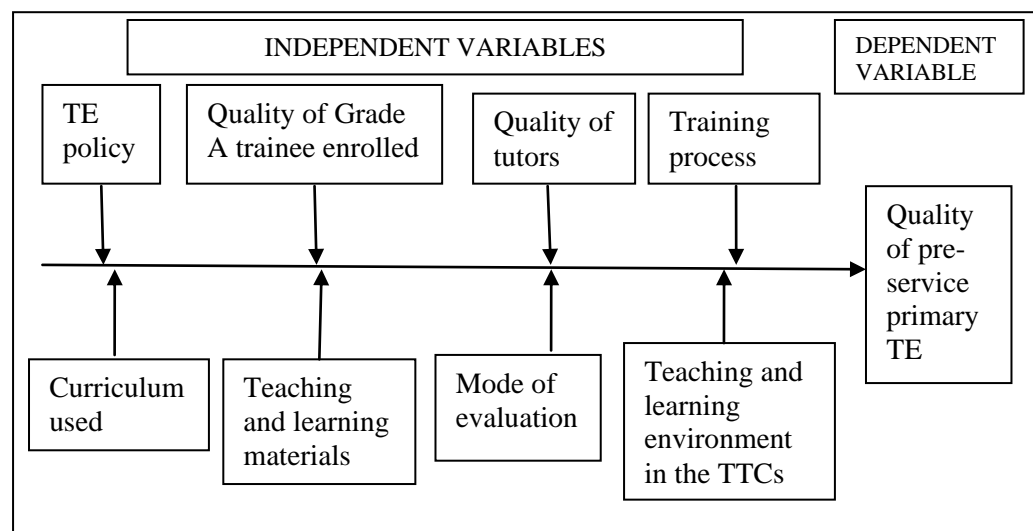 INDEPENDENT VARIABLES
DEPENDENT
VARIABLE
TE
policy
Quality of Grade
A trainee enrolled
Quality of
tutors
Training
process
Quality
of pre-
service
primary
TE
Curriculum
used
Teaching
and learning
materials
Mode of
evaluation
Teaching and
learning
environment
in the TTCs